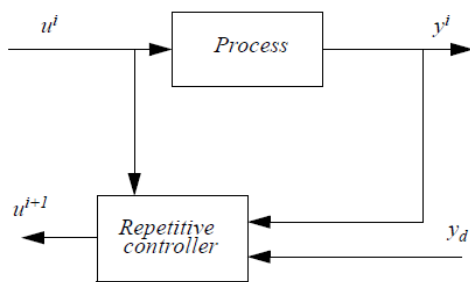 u^i
Process
y^i
u^{i+1}
Repetitive
controller
y_d